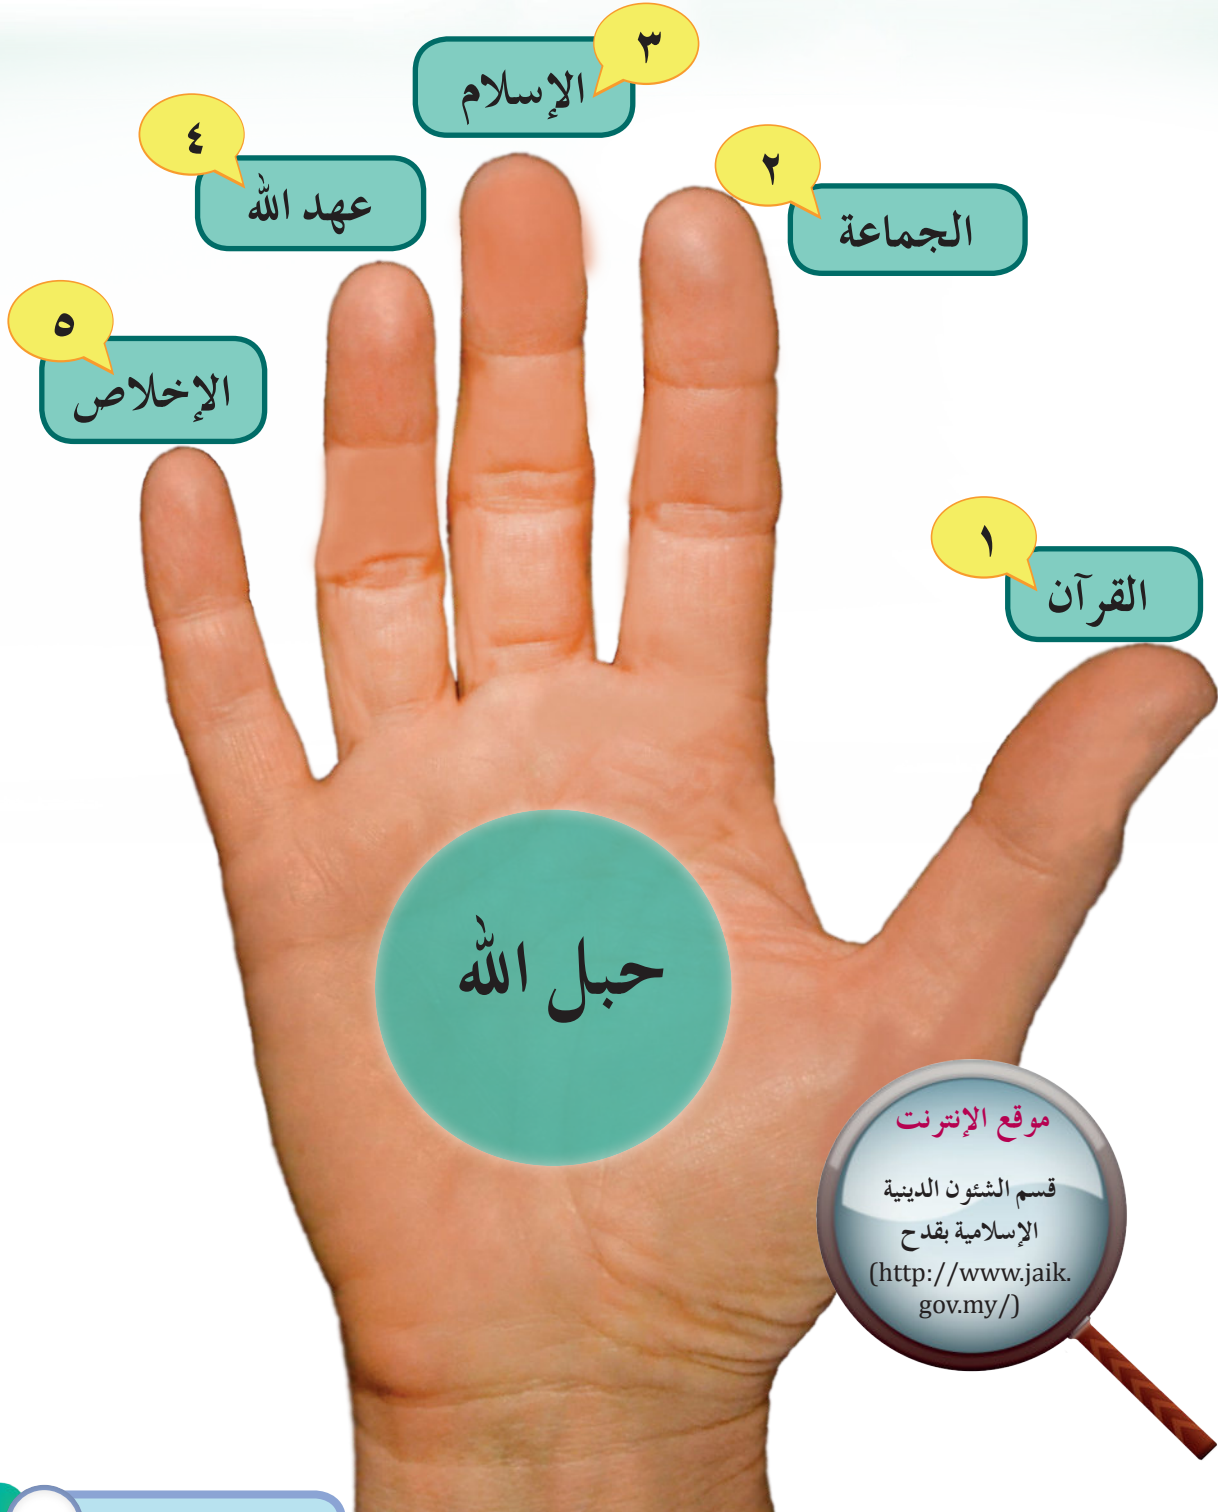 ٣
الإسلام
٤
عهد الله
٢
الجماعة
٥
الإخلاص
١
القرآن
حبل الله
موقع الإنترنت
قسم الشئون الدينية
الإسلامية بقدح
(http://www.jaik.
gov.my/)